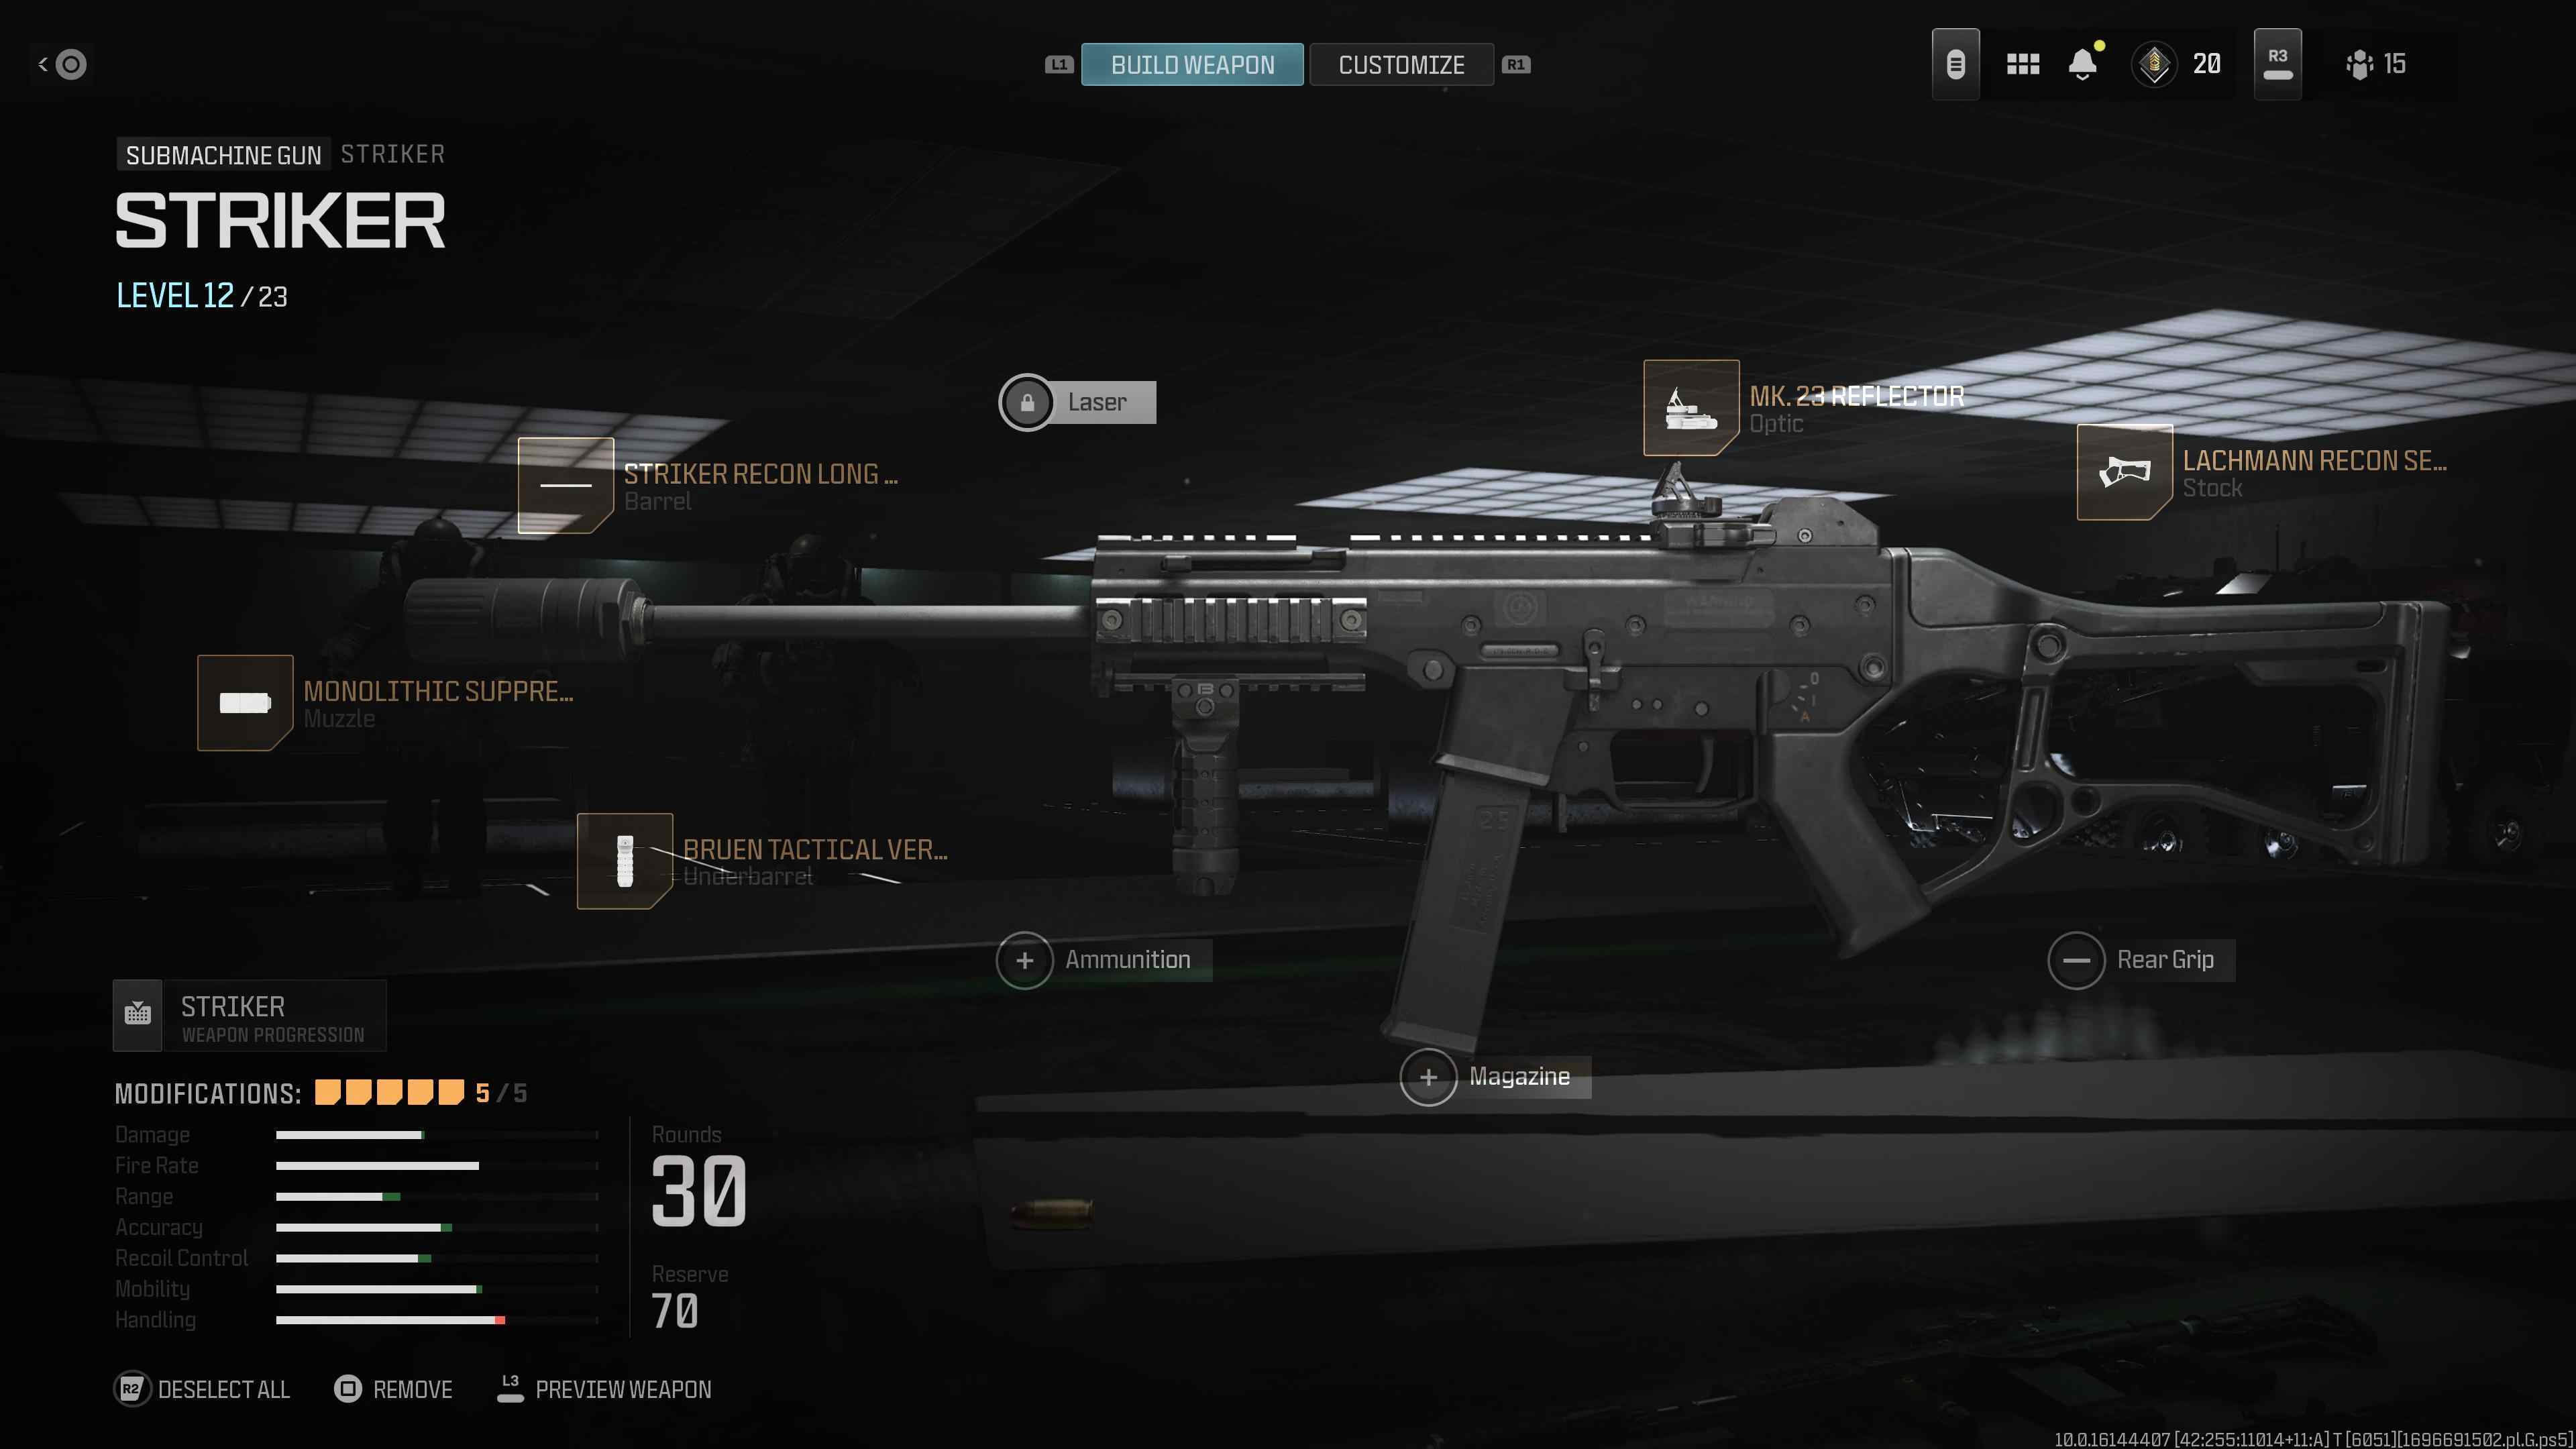 L1
BUILD WEAPON
CUSTOMIZE
R1
20
R3
15
SUBMACHINE GUN STRIKER
STRIKER
LEVEL 12 / 23
Laser
MK. 23 REFLECTOR
Optic
LACHMANN RECON SE...
Stock
STRIKER RECON LONG ...
Barrel
MONOLITHIC SUPPRE...
Muzzle
BRUEN TACTICAL VER...
Underbarrel
Ammunition
Rear Grip
Magazine
STRIKER
WEAPON PROGRESSION
MODIFICATIONS: 5 / 5
Damage
Fire Rate
Range
Accuracy
Recoil Control
Mobility
Handling
Rounds
30
Reserve
70
R2 DESELECT ALL
REMOVE
L3 PREVIEW WEAPON
10.0.16144407 [42:255:11014+11:A] T [6051][1696691502.pl.G.ps5]